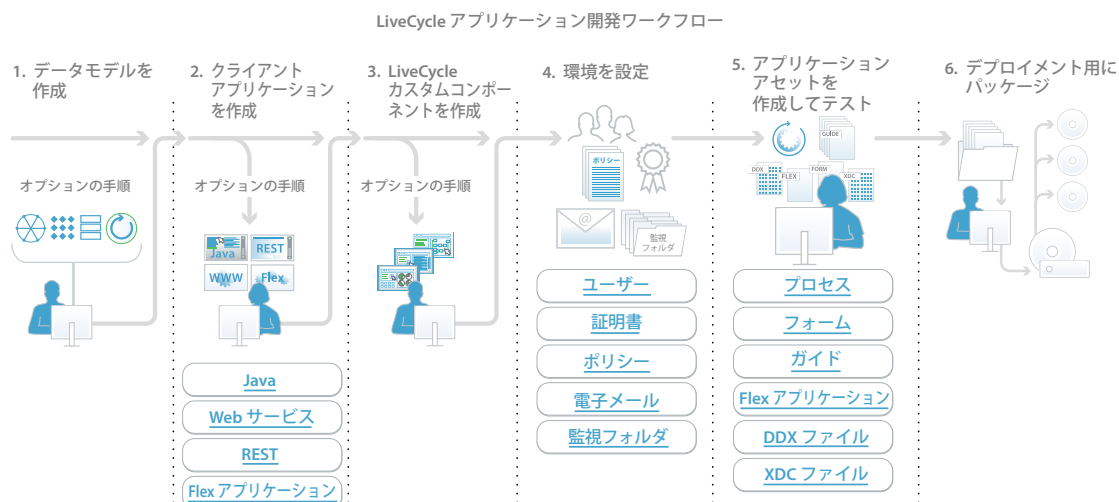 LiveCycle アプリケーション開発ワークフロー
1. データモデルを
作成
オプションの手順
2. クライアント
アプリケーション
を作成
オプションの手順
Java
REST
WWW
Flex
Java
Web サービス
REST
Flex アプリケーション
3. LiveCycle
カスタムコンポー
ネントを作成
オプションの手順
4. 環境を設定
ポリシー
@
監視
フォルダ
ユーザー
証明書
ポリシー
電子メール
監視フォルダ
5. アプリケーション
アセットを
作成してテスト
GUIDE
DDX
FLEX
FORM
XDC
プロセス
フォーム
ガイド
Flex アプリケーション
DDX ファイル
XDC ファイル
6. デプロイメント用に
パッケージ